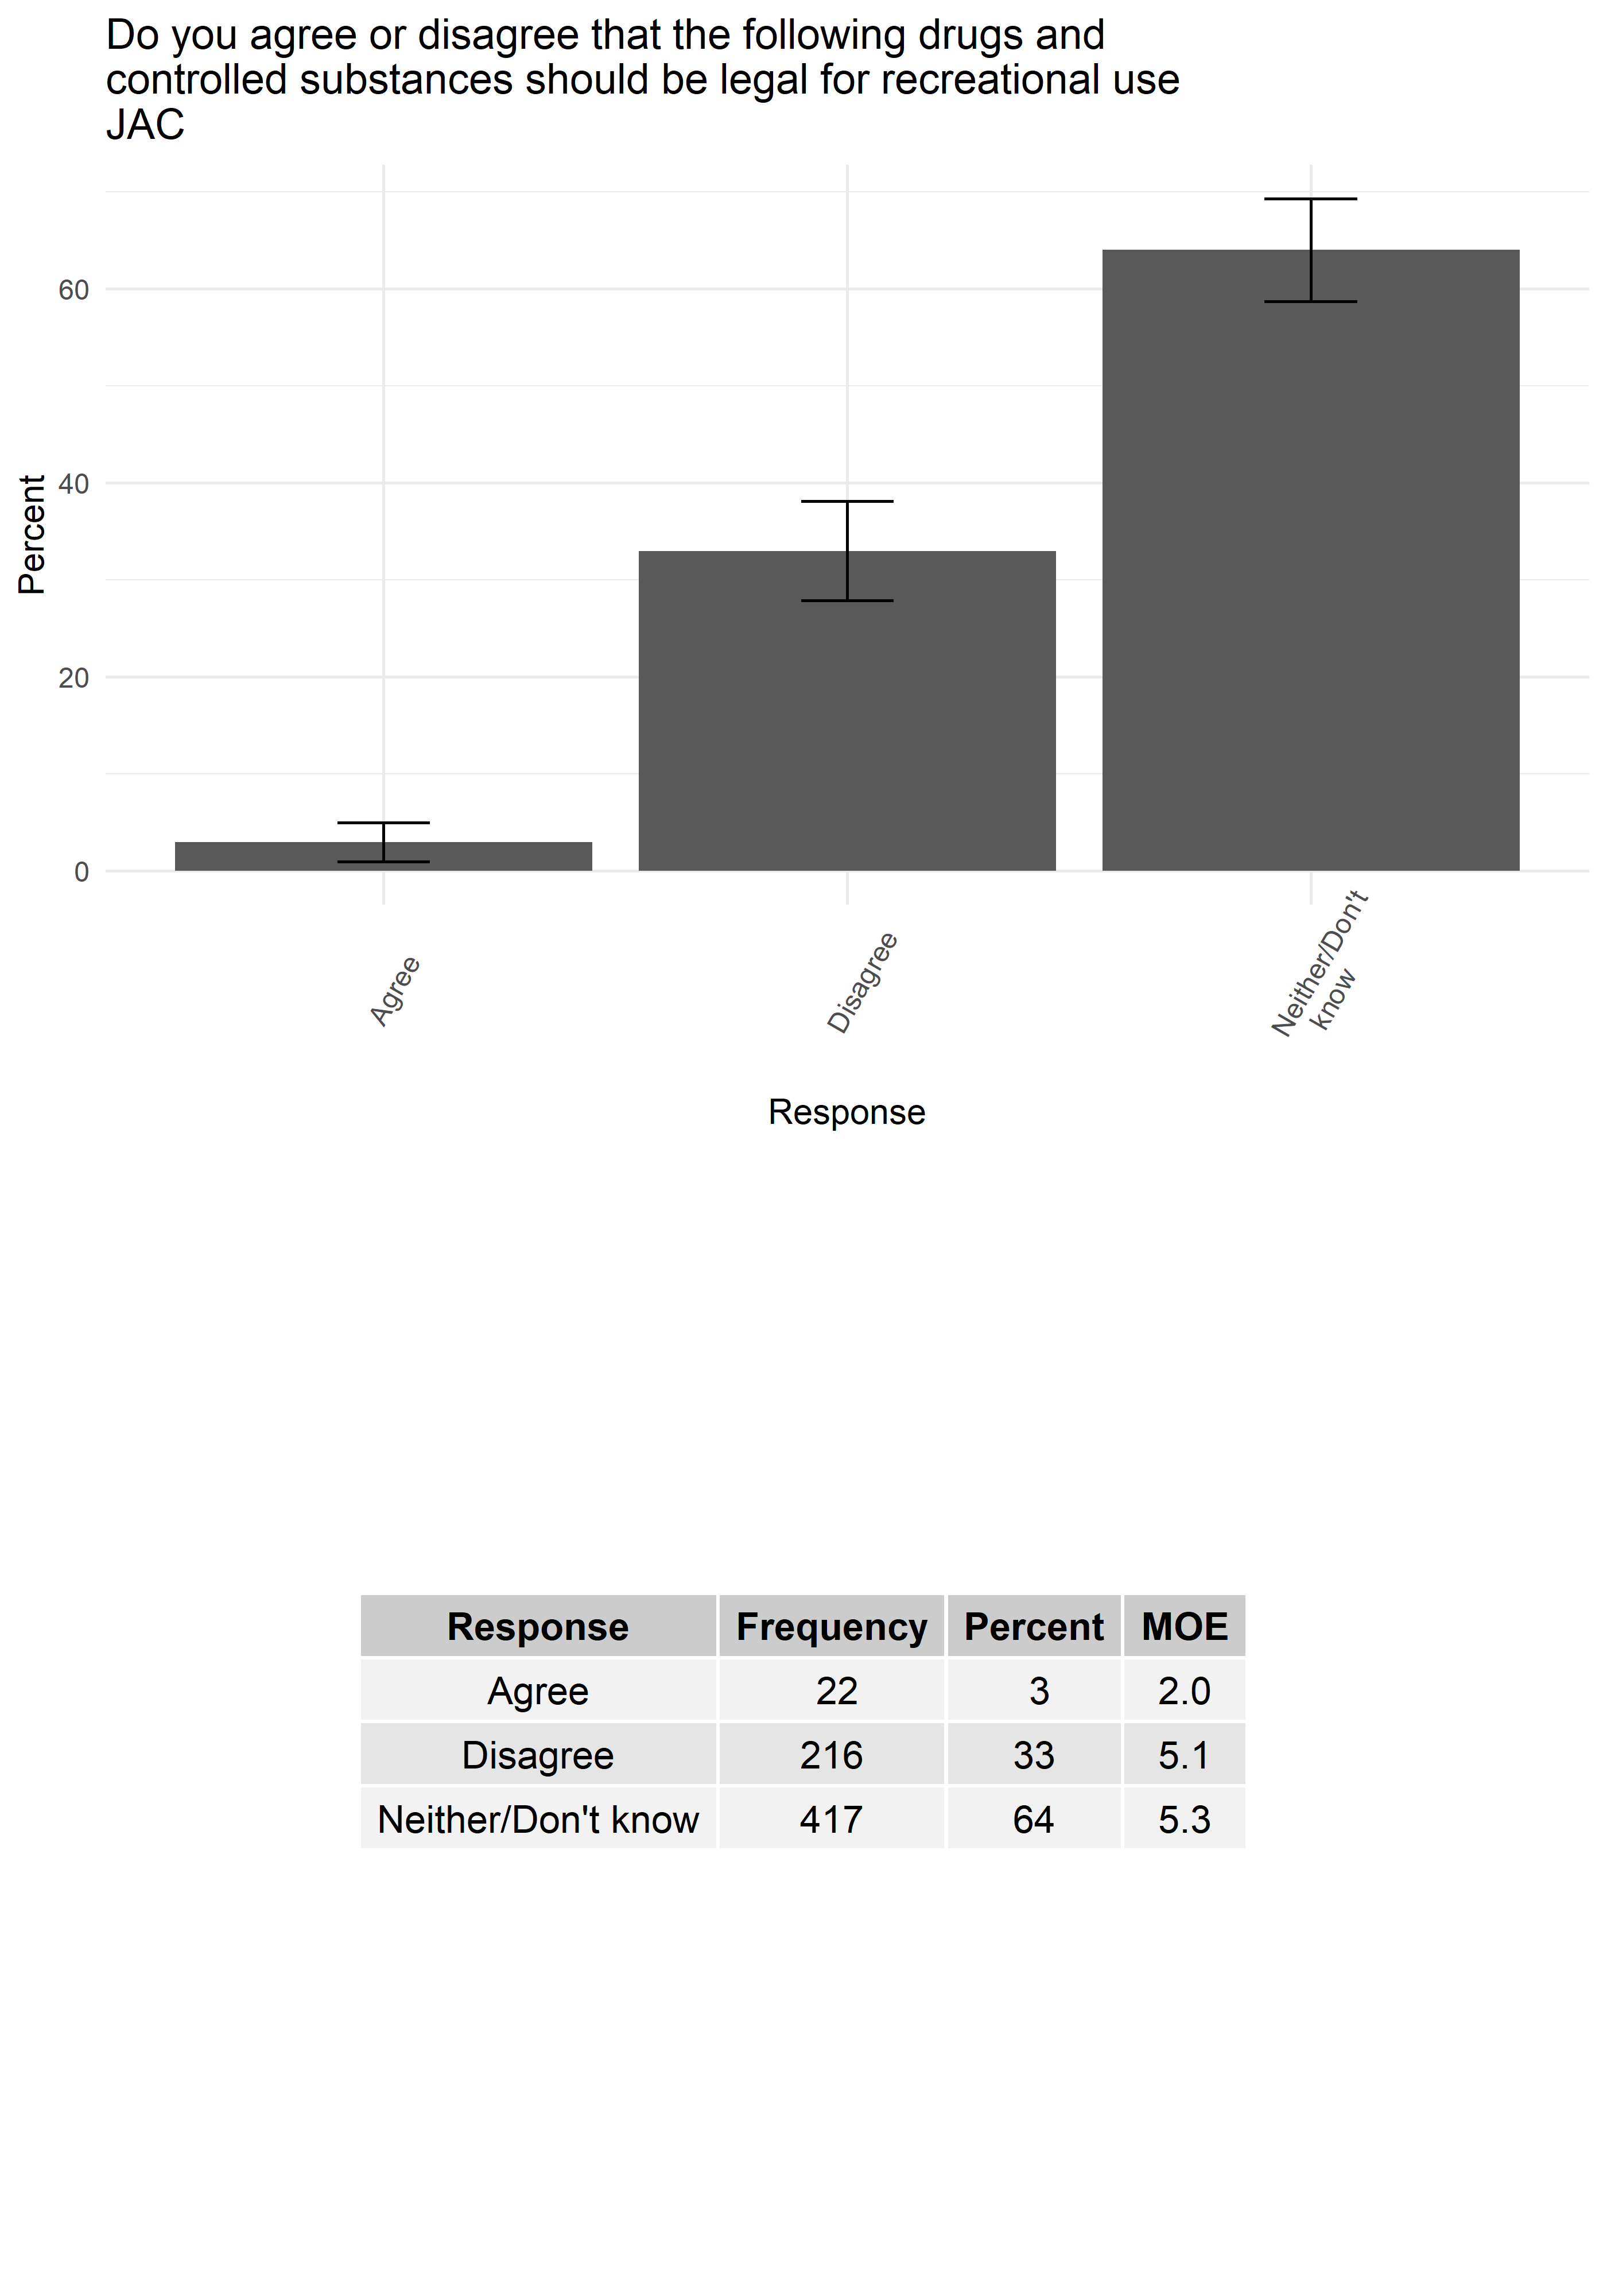 Do you agree or disagree that the following drugs and
controlled substances should be legal for recreational use
JAC
Percent
60
40
20
0
Agree
Disagree
Neither/Don't
know
Response
Response Frequency Percent MOE
Agree 22 3 2.0
Disagree 216 33 5.1
Neither/Don't know 417 64 5.3